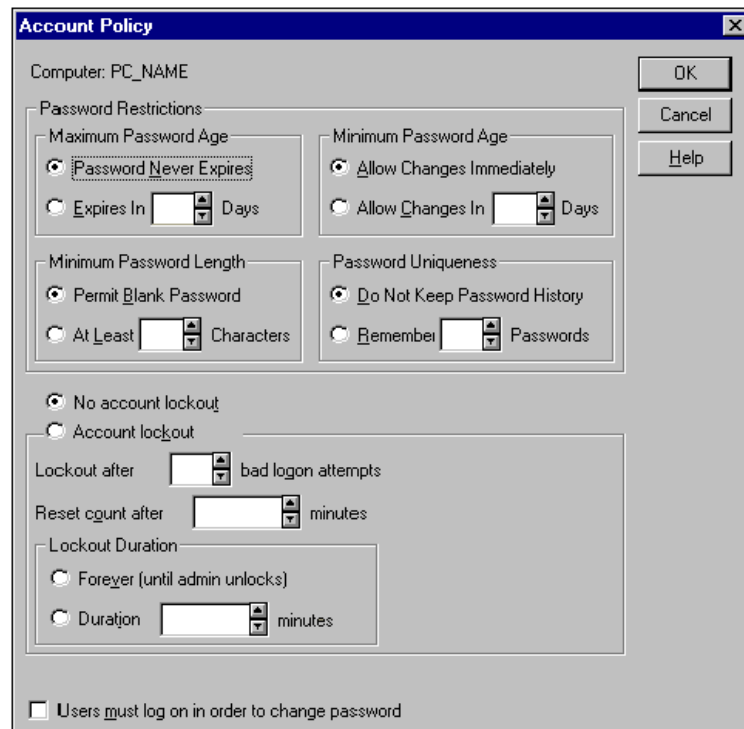 Account Policy
Computer: PC_NAME
OK
Cancel
Help
Password Restrictions
Maximum Password Age
Password Never Expires
Expires In Days
Minimum Password Age
Allow Changes Immediately
Allow Changes In Days
Minimum Password Length
Permit Blank Password
At Least Characters
Password Uniqueness
Do Not Keep Password History
Remember Passwords
No account lockout
Account lockout
Lockout after bad logon attempts
Reset count after minutes
Lockout Duration
Forever (until admin unlocks)
Duration minutes
Users must log on in order to change password